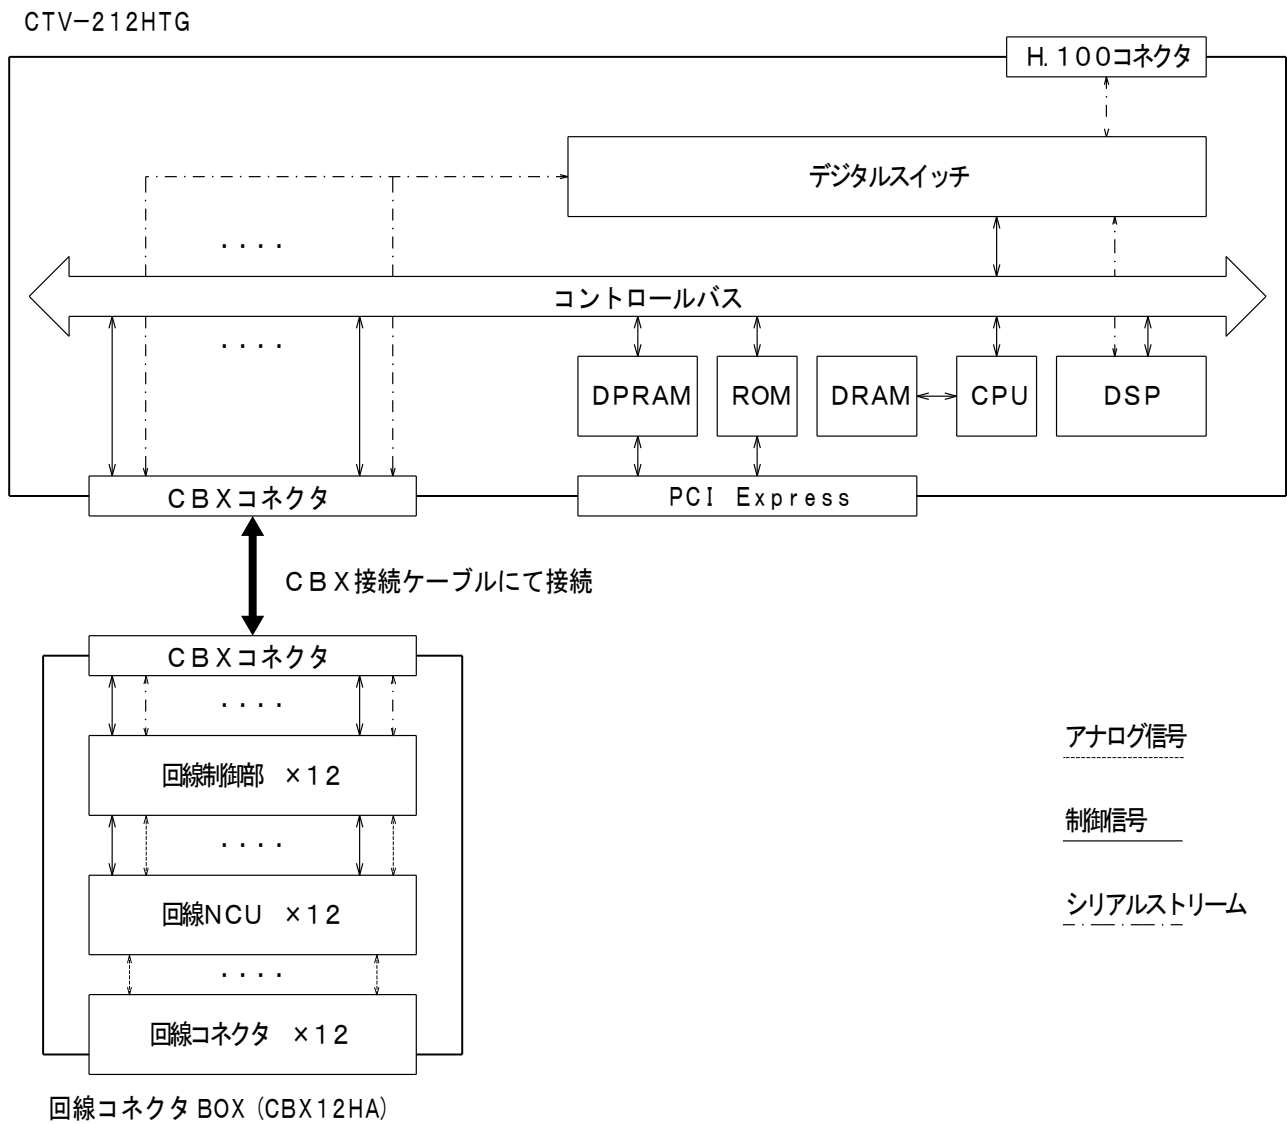 CTV-212HTG
H.100コネクタ
デジタルスイッチ
....
コントロールバス
....
DPRAM
ROM
DRAM
CPU
DSP
CBXコネクタ
PCI Express
CBX接続ケーブルにて接続
CBXコネクタ
....
回線制御部 ×12
....
回線NCU ×12
....
回線コネクタ ×12
回線コネクタBOX (CBX12HA)
アナログ信号
制御信号
シリアルストリーム